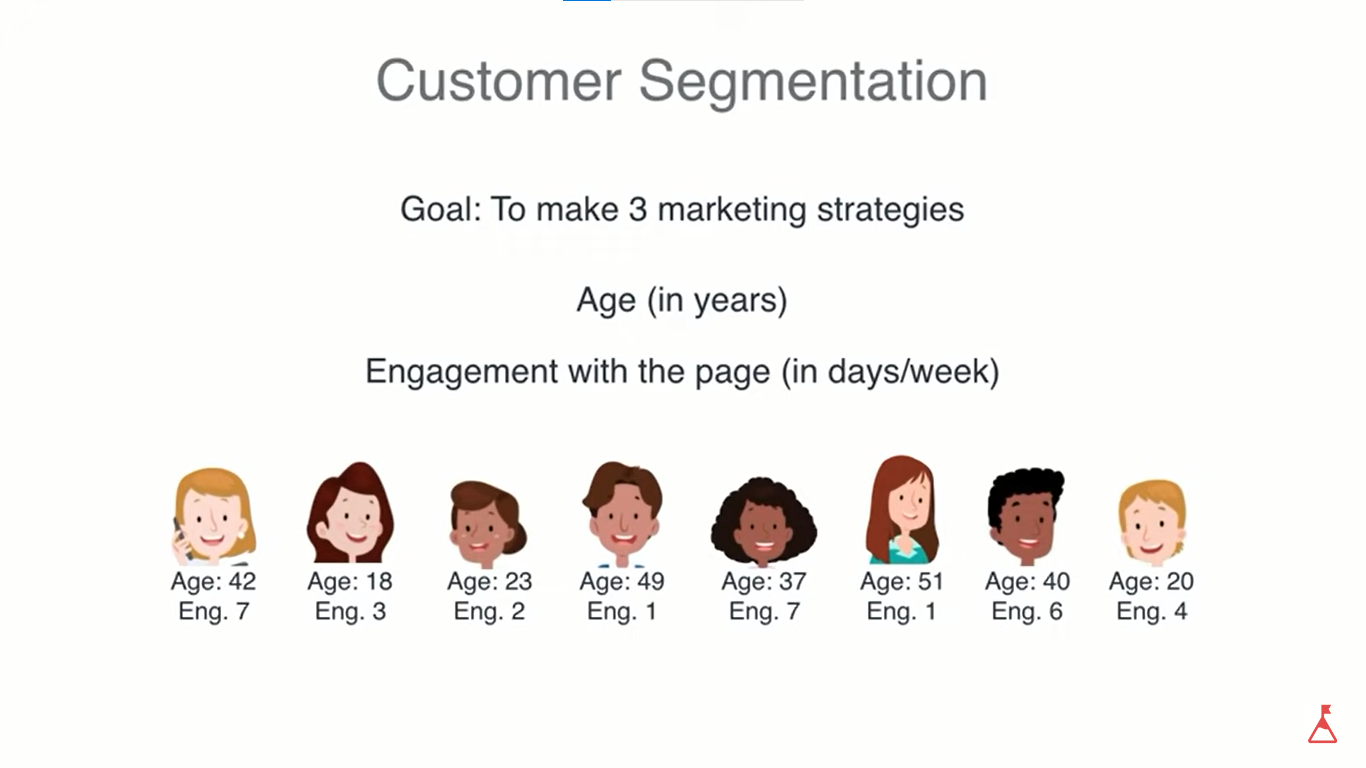 Customer Segmentation
Goal: To make 3 marketing strategies
Age (in years)
Engagement with the page (in days/week)
Age: 42 Age: 18 Age: 23 Age: 49 Age: 37 Age: 51 Age: 40 Age: 20
Eng. 7 Eng. 3 Eng. 2 Eng. 1 Eng. 7 Eng. 1 Eng. 6 Eng. 4